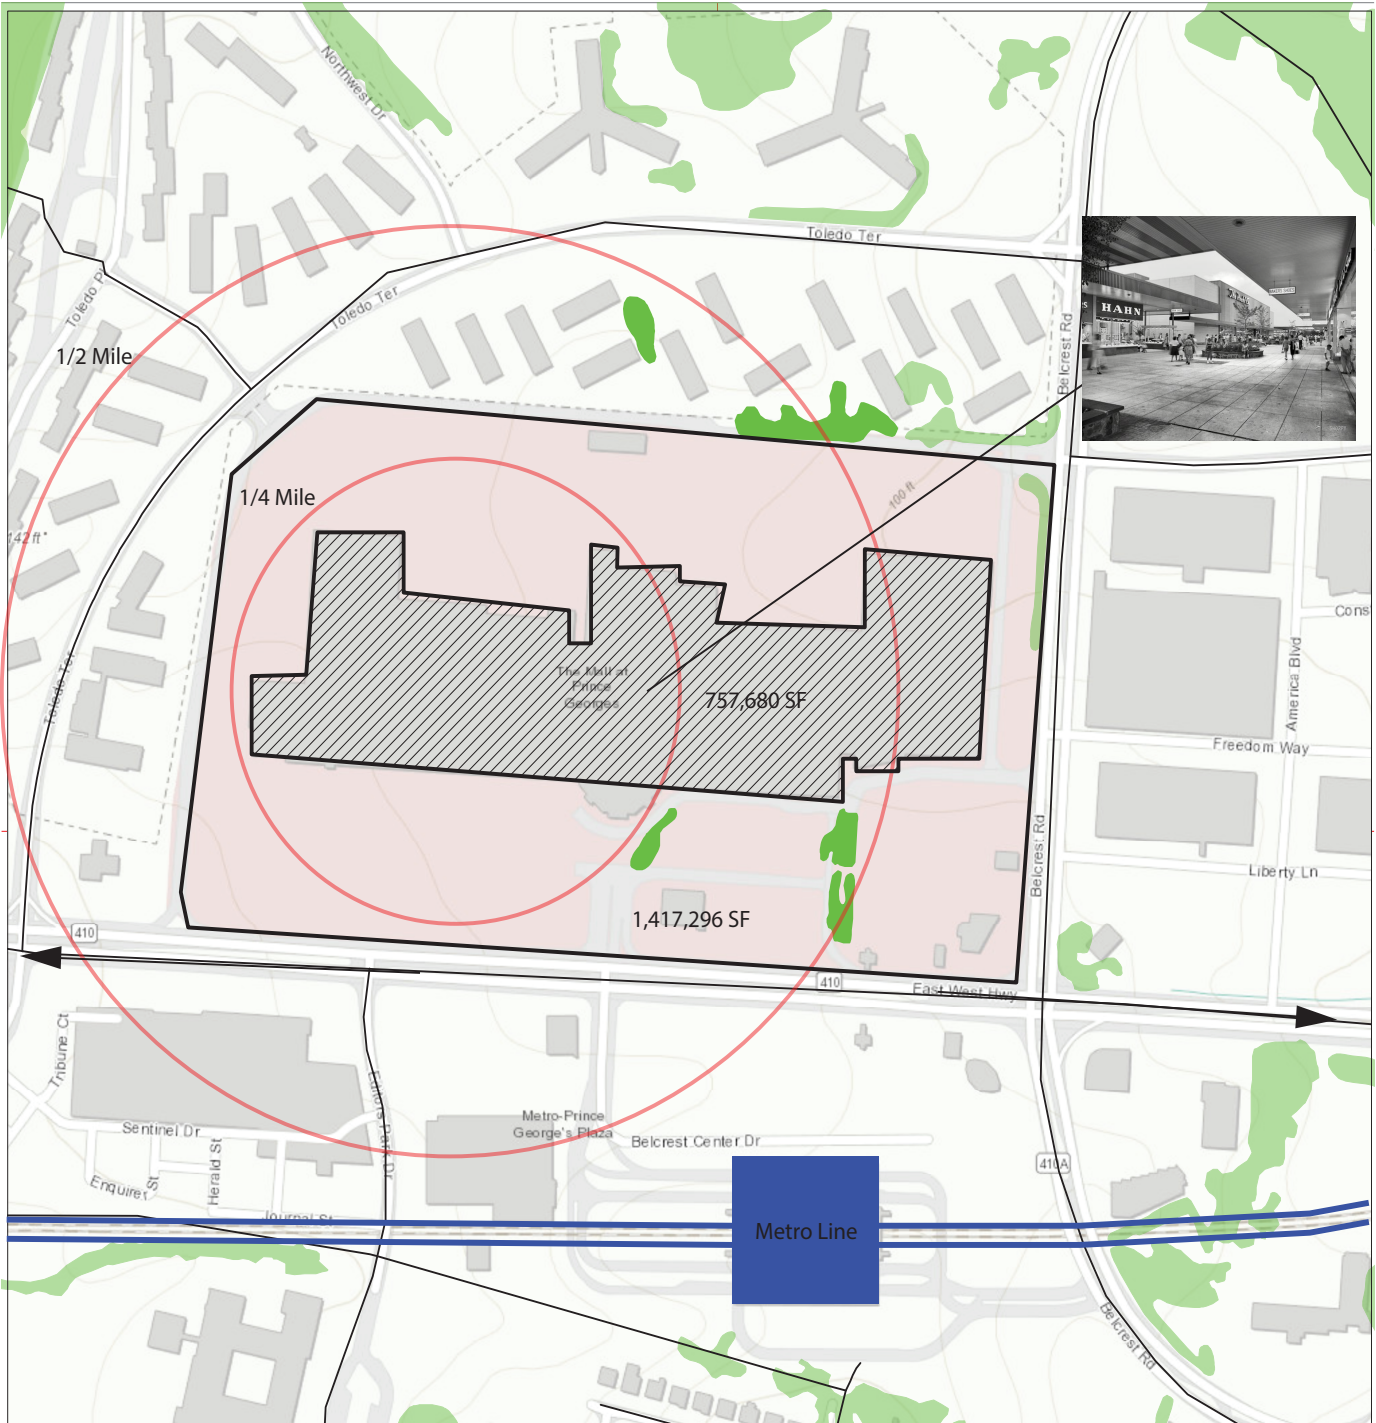 Northwest Dr
Toledo Ter
Toledo Pl
Toledo Ter
1/2 Mile
HAHN
Belcrest Rd
1/4 Mile
100 ft
142 ft
Cons
The Mall at
Prince
Georges
757,680 SF
America Blvd
Toledo Ter
Freedom Way
Belcrest Rd
Liberty Ln
1,417,296 SF
410
410
East West Hwy
Tribune Ct
Editors Park Dr
Metro-Prince
George's Plaza
Belcrest Center Dr
Sentinel Dr
Herald St
Enquirer St
410A
Journal St
Metro Line
Belcrest Rd